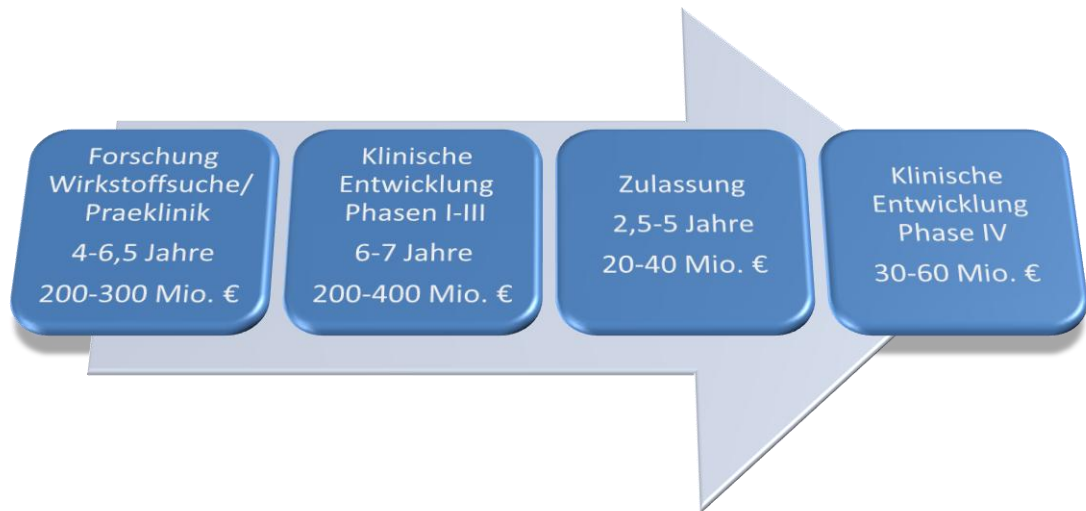 Forschung
Wirkstoffsuche/
Praeklinik
4-6,5 Jahre
200-300 Mio. €
Klinische
Entwicklung
Phasen I-III
6-7 Jahre
200-400 Mio. €
Zulassung
2,5-5 Jahre
20-40 Mio. €
Klinische
Entwicklung
Phase IV
30-60 Mio. €